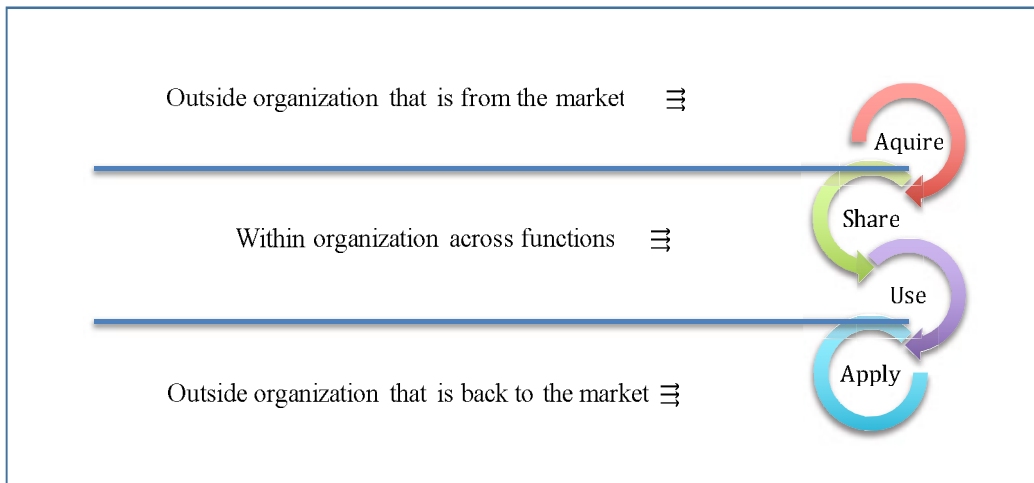 Outside organization that is from the market ⇶
Aquire
Within organization across functions ⇶
Share
Use
Outside organization that is back to the market ⇶
Apply